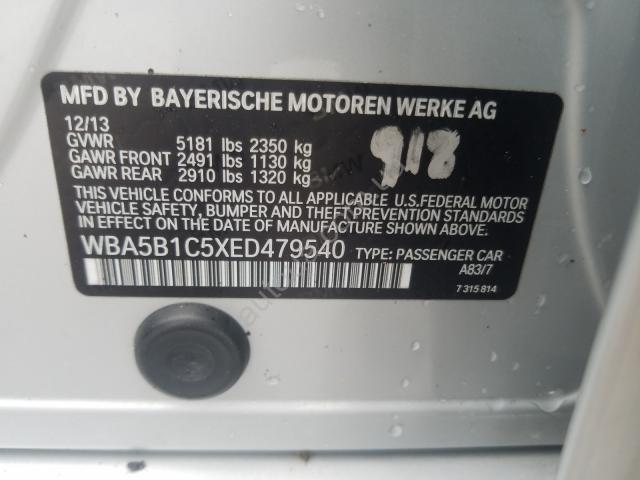 MFD BY BAYERISCHE MOTOREN WERKE AG
12/13
GVWR 5181 lbs 2350 kg
GAWR FRONT 2491 lbs 1130 kg
GAWR REAR 2910 lbs 1320 kg
918
THIS VEHICLE CONFORMS TO ALL APPLICABLE U.S.FEDERAL MOTOR
VEHICLE SAFETY, BUMPER AND THEFT PREVENTION STANDARDS
IN EFFECT ON THE DATE OF MANUFACTURE SHOWN ABOVE.
WBA5B1C5XED479540 TYPE: PASSENGER CAR
A83/7
7 315 814